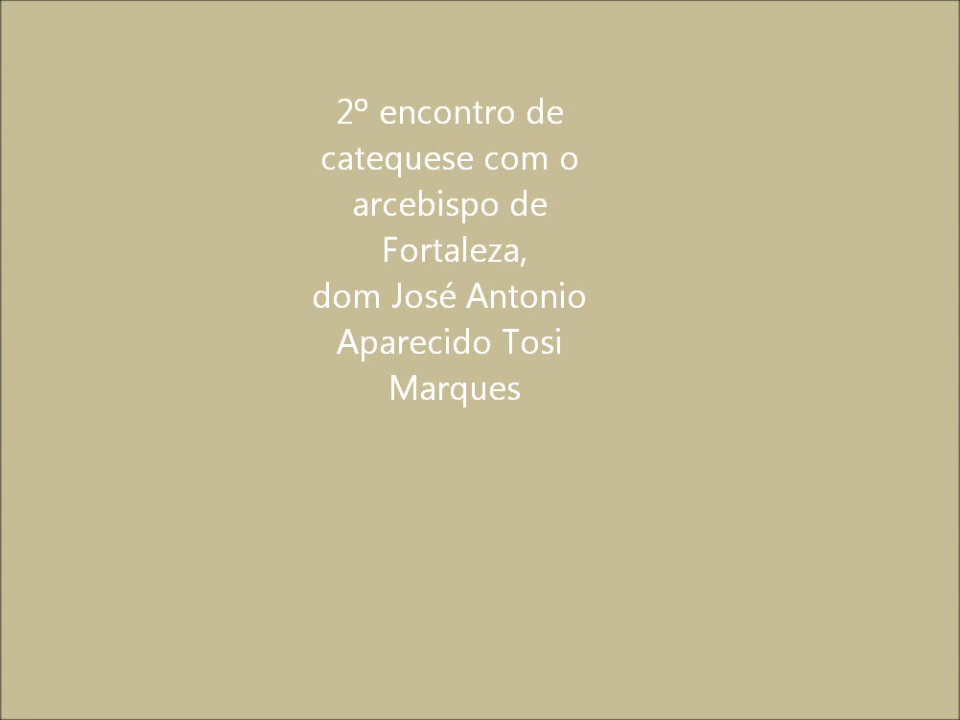 2º encontro de
catequese com o
arcebispo de
Fortaleza,
dom José Antonio
Aparecido Tosi
Marques